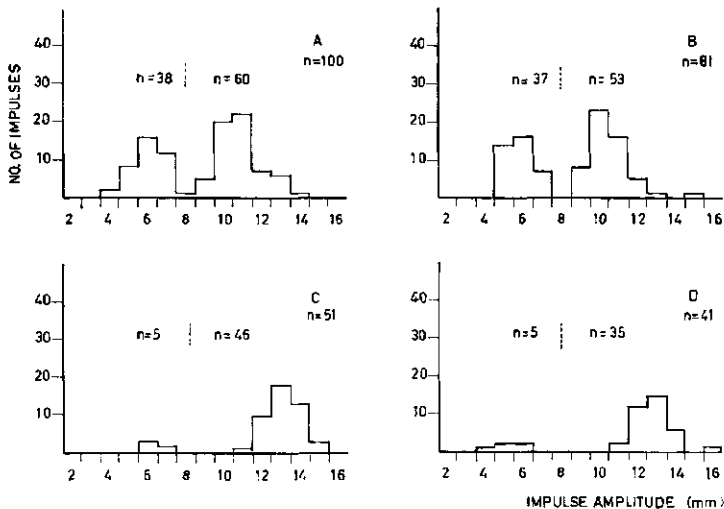 NO. OF IMPULSES
40
30
20
10
A
n=100
n=38
n=60
2 4 6 8 10 12 14 16
40
30
20
10
B
n=81
n=37
n=53
2 4 6 8 10 12 14 16
40
30
20
10
C
n=51
n=5
n=46
2 4 6 8 10 12 14 16
40
30
20
10
D
n=41
n=5
n=35
2 4 6 8 10 12 14 16
IMPULSE AMPLITUDE (mm)